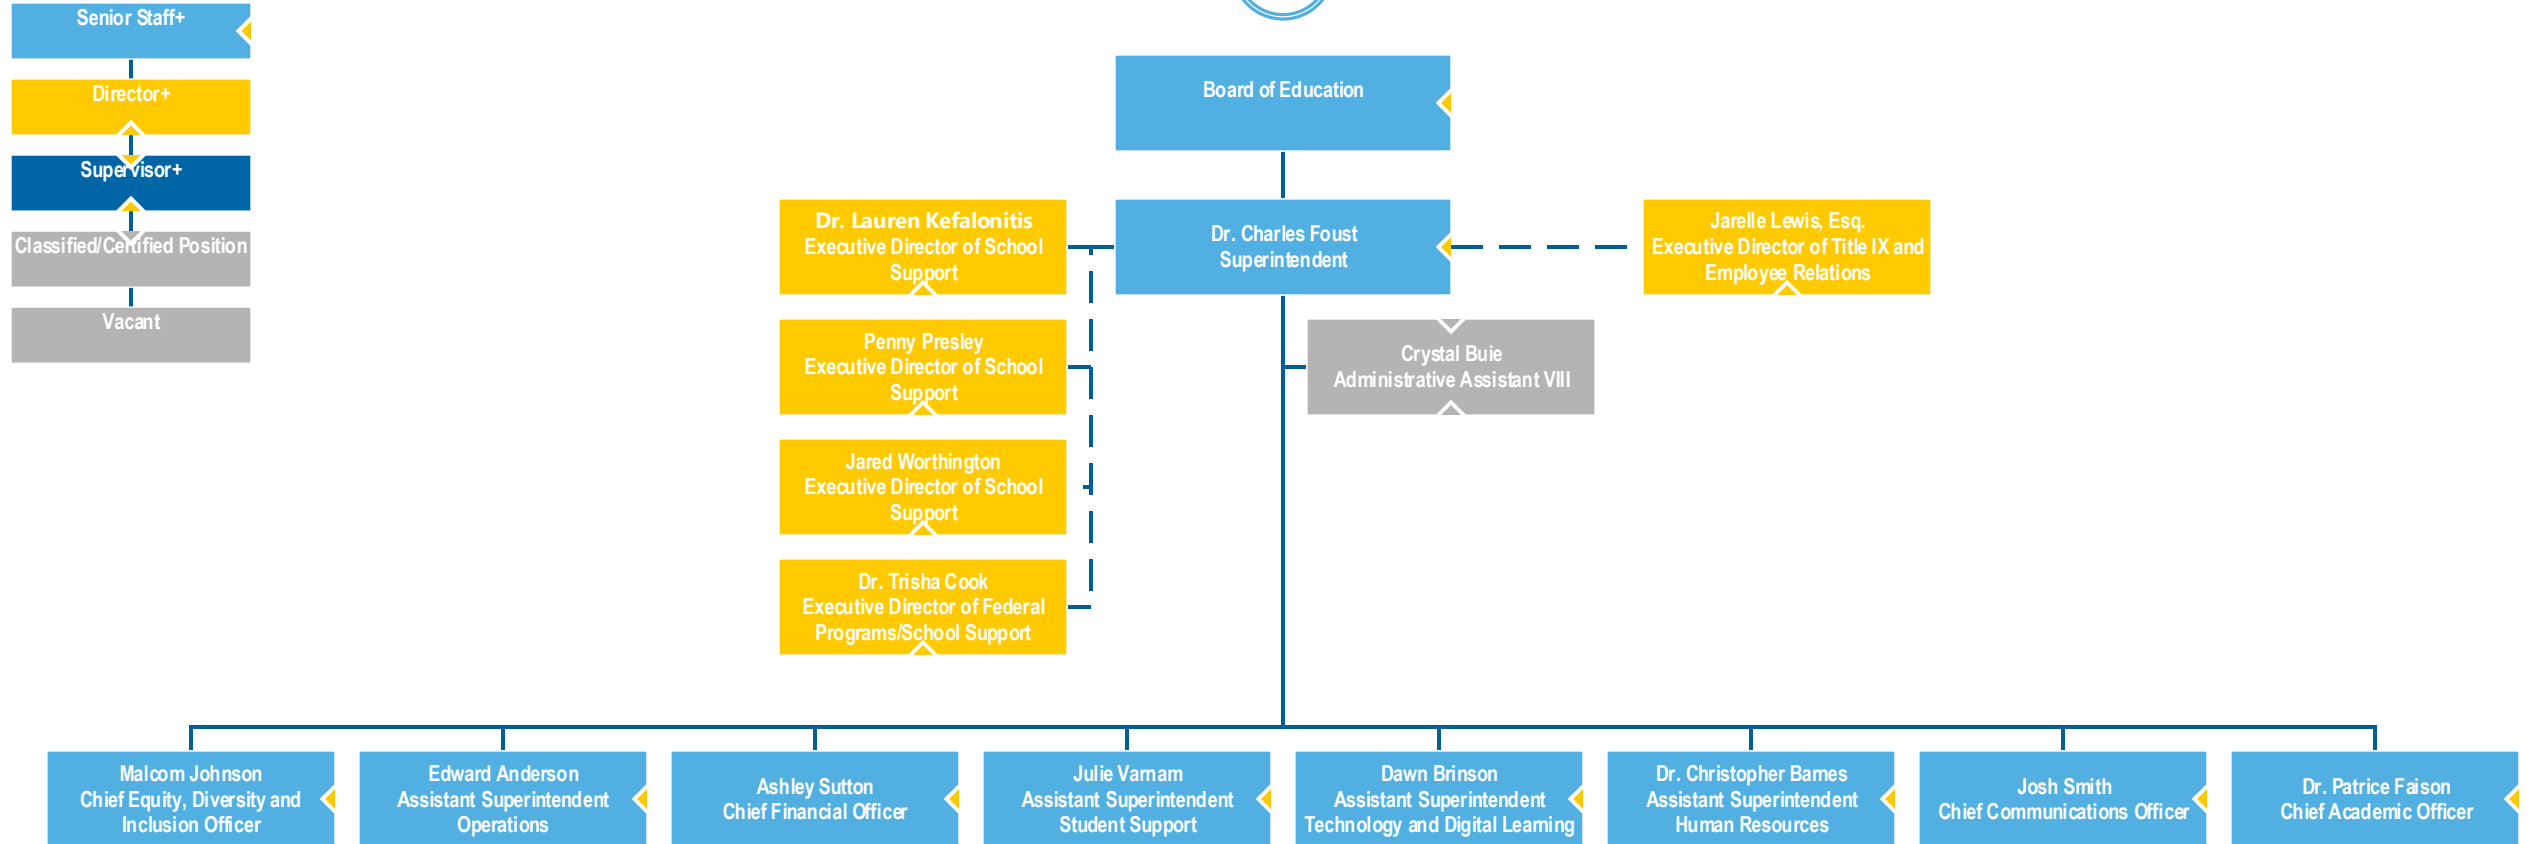 Senior Staff+
Director+
Supervisor+
Classified/Certified Position
Vacant
Board of Education
Dr. Charles Foust
Superintendent
Dr. Lauren Kefalonitis
Executive Director of School
Support
Jarelle Lewis, Esq.
Executive Director of Title IX and
Employee Relations
Penny Presley
Executive Director of School
Support
Crystal Buie
Administrative Assistant VIII
Jared Worthington
Executive Director of School
Support
Dr. Trisha Cook
Executive Director of Federal
Programs/School Support
Malcom Johnson
Chief Equity, Diversity and
Inclusion Officer
Edward Anderson
Assistant Superintendent
Operations
Ashley Sutton
Chief Financial Officer
Julie Varnam
Assistant Superintendent
Student Support
Dawn Brinson
Assistant Superintendent
Technology and Digital Learning
Dr. Christopher Barnes
Assistant Superintendent
Human Resources
Josh Smith
Chief Communications Officer
Dr. Patrice Faison
Chief Academic Officer